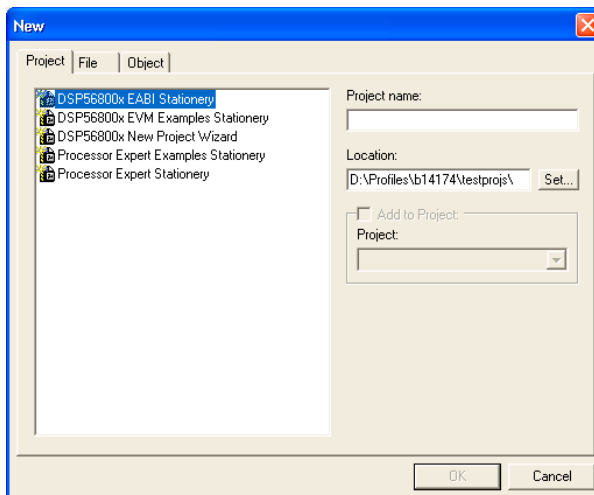 New
Project
File
Object
DSP56800x EABI Stationery
DSP56800x EVM Examples Stationery
DSP56800x New Project Wizard
Processor Expert Examples Stationery
Processor Expert Stationery
Project name:
Location:
D:\Profiles\b14174\testprojs\
Set...
Add to Project:
Project:
OK
Cancel